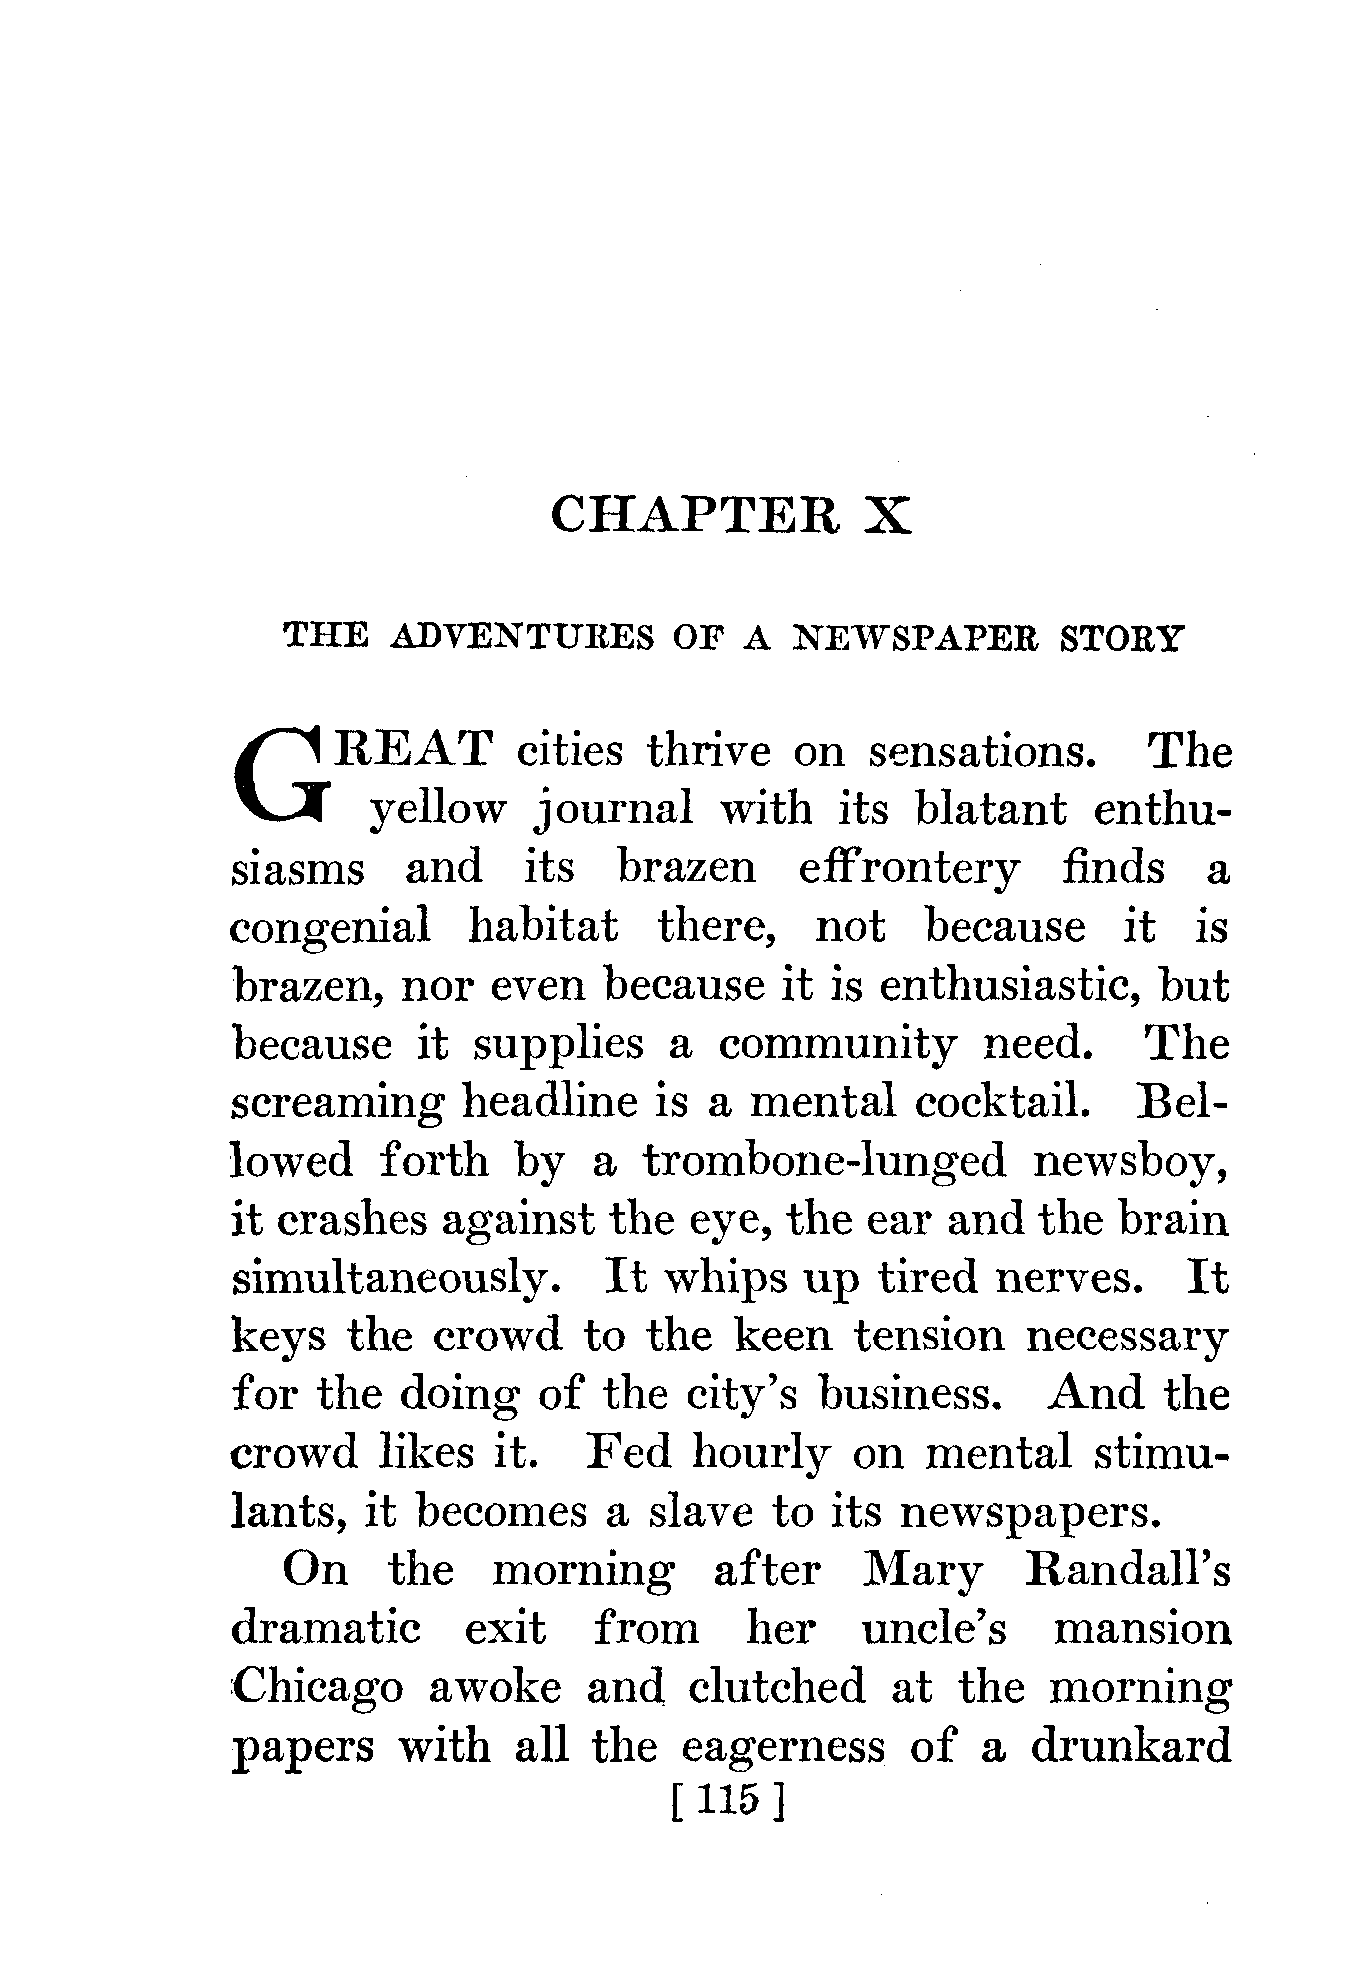 CHAPTER X
THE ADVENTURES OF A NEWSPAPER STORY
GREAT cities thrive on sensations. The
yellow journal with its blatant enthu-
siasms and its brazen effrontery finds a
congenial habitat there, not because it is
brazen, nor even because it is enthusiastic, but
because it supplies a community need. The
screaming headline is a mental cocktail. Bel-
lowed forth by a trombone-lunged newsboy,
it crashes against the eye, the ear and the brain
simultaneously. It whips up tired nerves. It
keys the crowd to the keen tension necessary
for the doing of the city's business. And the
crowd likes it. Fed hourly on mental stimu-
lants, it becomes a slave to its newspapers.
On the morning after Mary Randall's
dramatic exit from her uncle's mansion
Chicago awoke and clutched at the morning
papers with all the eagerness of a drunkard
[ 115 ]